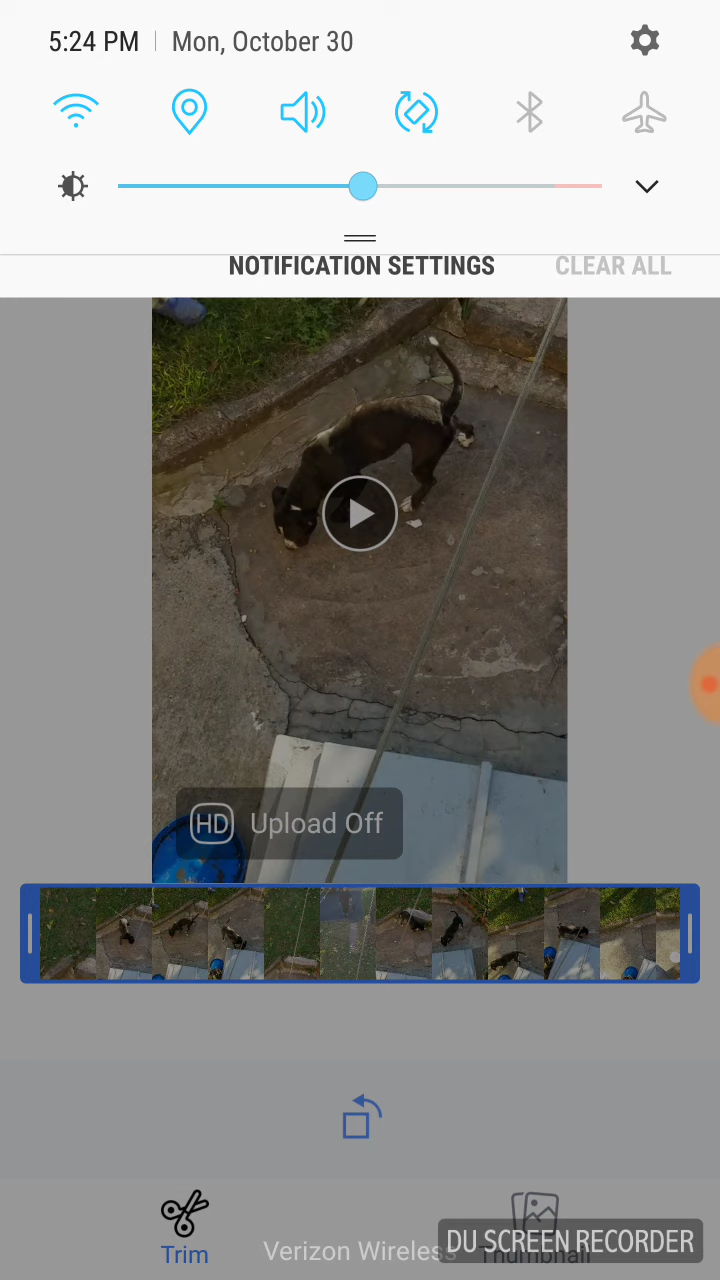 5:24 PM | Mon, October 30
NOTIFICATION SETTINGS CLEAR ALL
HD Upload Off
Trim Verizon Wireless Thumbnail
DU SCREEN RECORDER